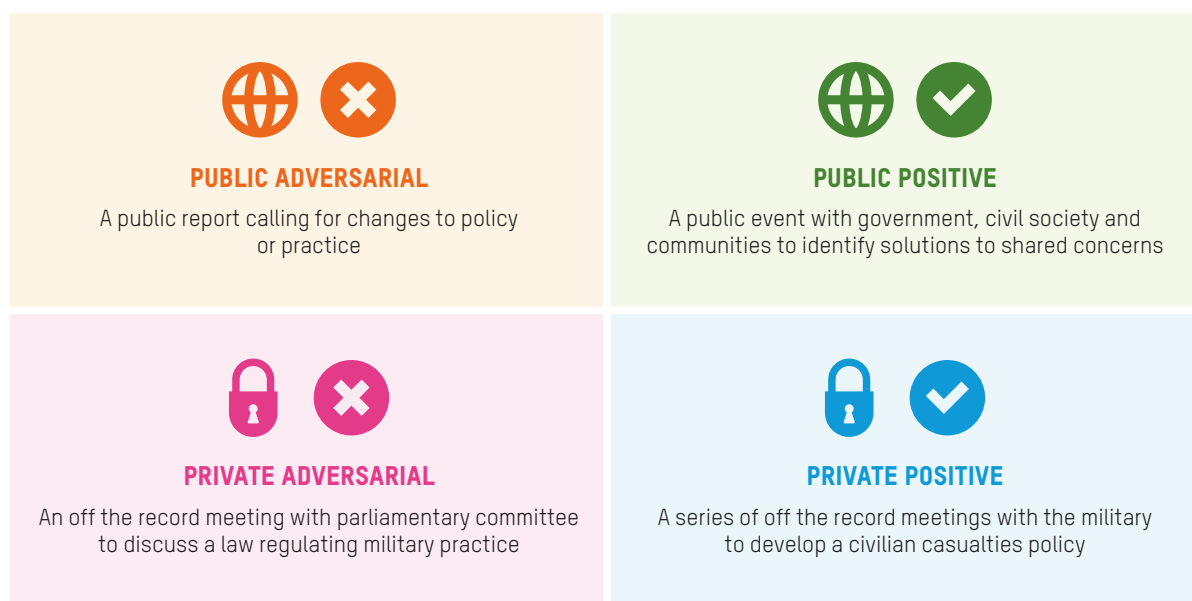 PUBLIC ADVERSARIAL
A public report calling for changes to policy
or practice
PUBLIC POSITIVE
A public event with government, civil society and
communities to identify solutions to shared concerns
PRIVATE ADVERSARIAL
An off the record meeting with parliamentary committee
to discuss a law regulating military practice
PRIVATE POSITIVE
A series of off the record meetings with the military
to develop a civilian casualties policy